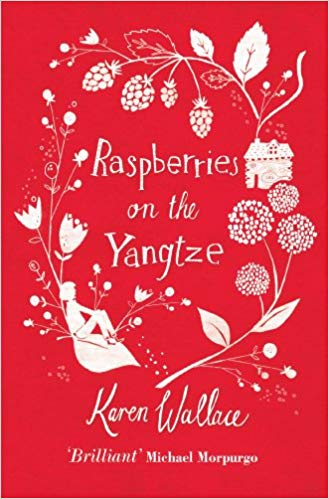 Raspberries
on the
Yangtze
Karen Wallace
‘Brilliant’ Michael Morpurgo